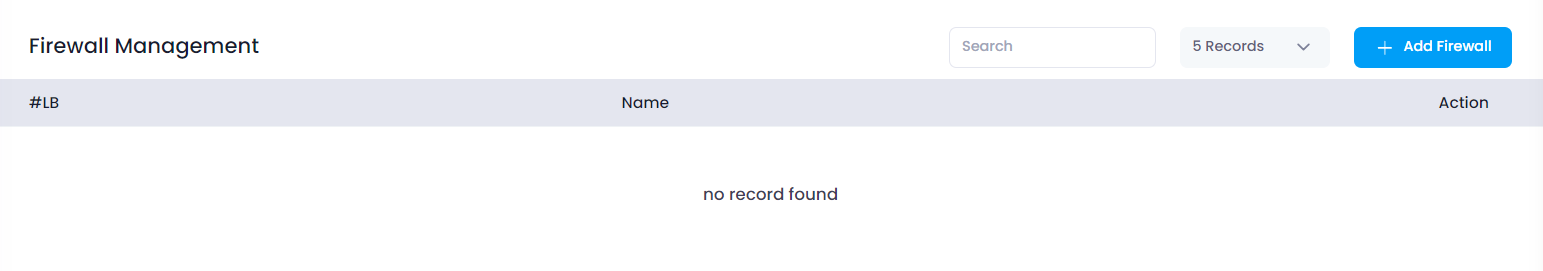 Firewall Management
Search
5 Records
Add Firewall
#LB Name Action
no record found